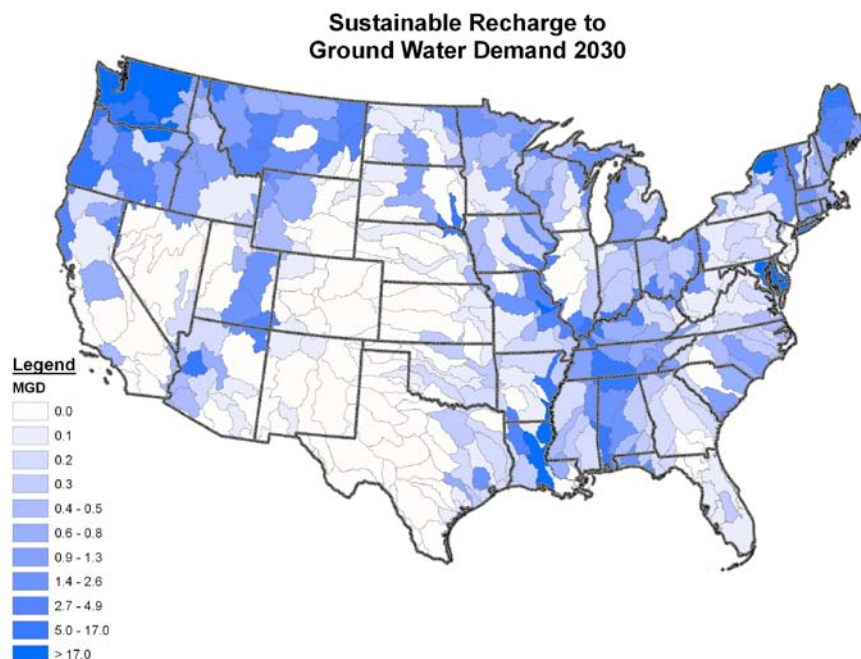 Sustainable Recharge to
Ground Water Demand 2030
Legend
MGD
0.0
0.1
0.2
0.3
0.4 - 0.5
0.6 - 0.8
0.9 - 1.3
1.4 - 2.6
2.7 - 4.9
5.0 - 17.0
> 17.0